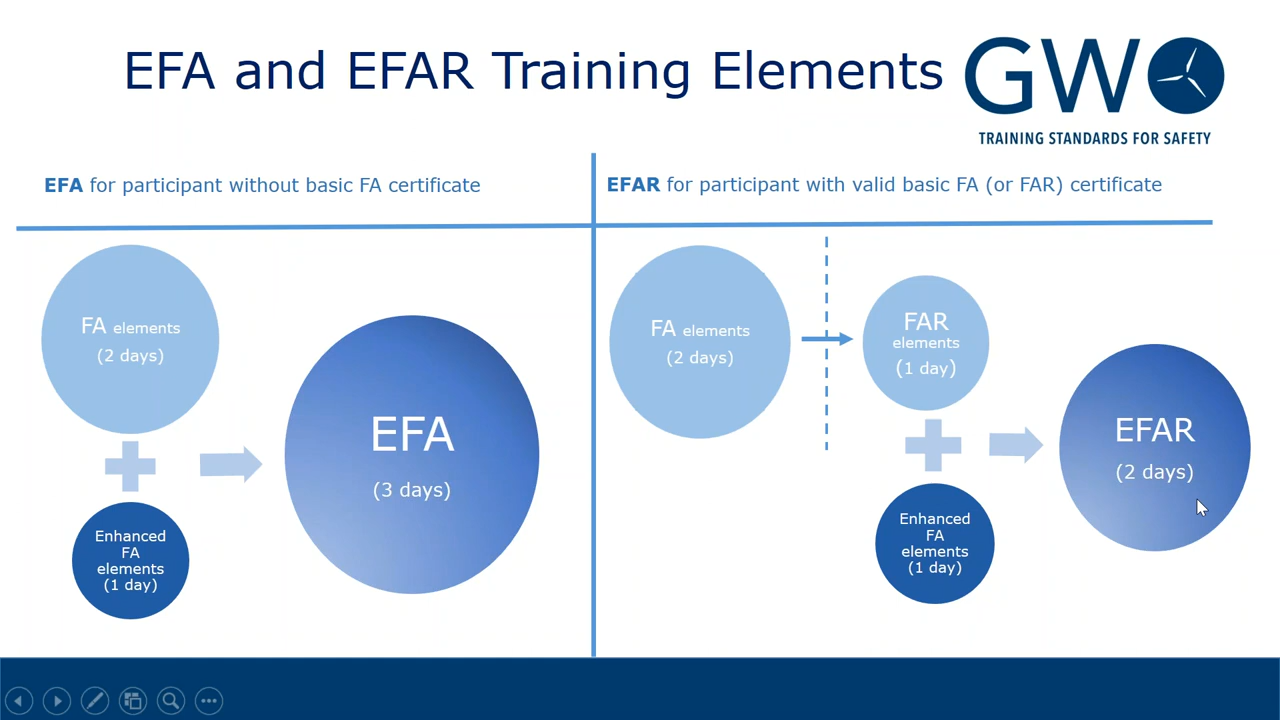 EFA and EFAR Training Elements
GWO
TRAINING STANDARDS FOR SAFETY
EFA for participant without basic FA certificate
EFAR for participant with valid basic FA (or FAR) certificate
FA elements
(2 days)
Enhanced
FA
elements
(1 day)
EFA
(3 days)
FA elements
(2 days)
FAR
elements
(1 day)
Enhanced
FA
elements
(1 day)
EFAR
(2 days)